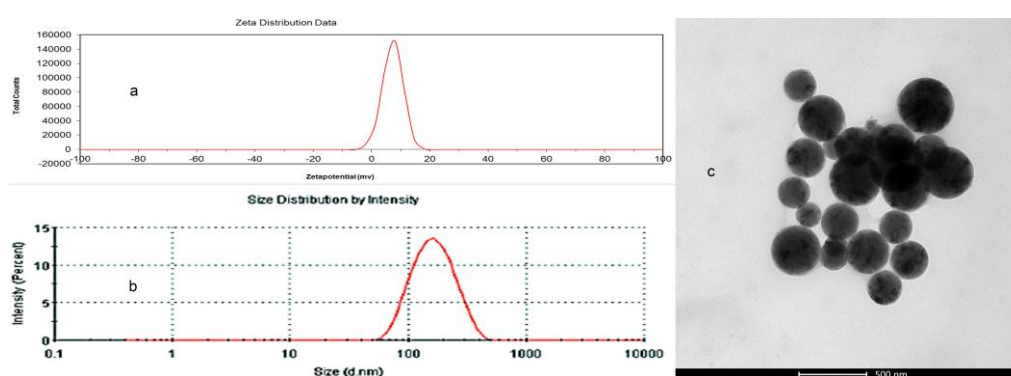 Zeta Distribution Data
160000
140000
120000
100000
80000
60000
40000
20000
0
-20000
-100 -80 -60 -40 -20 0 20 40 60 80 100
Total Counts
Zetapotential (mv)
a
Size Distribution by Intensity
15
10
5
0
0.1 1 10 100 1000 10000
Intensity (Percent)
Size (d.nm)
b
c
500 nm